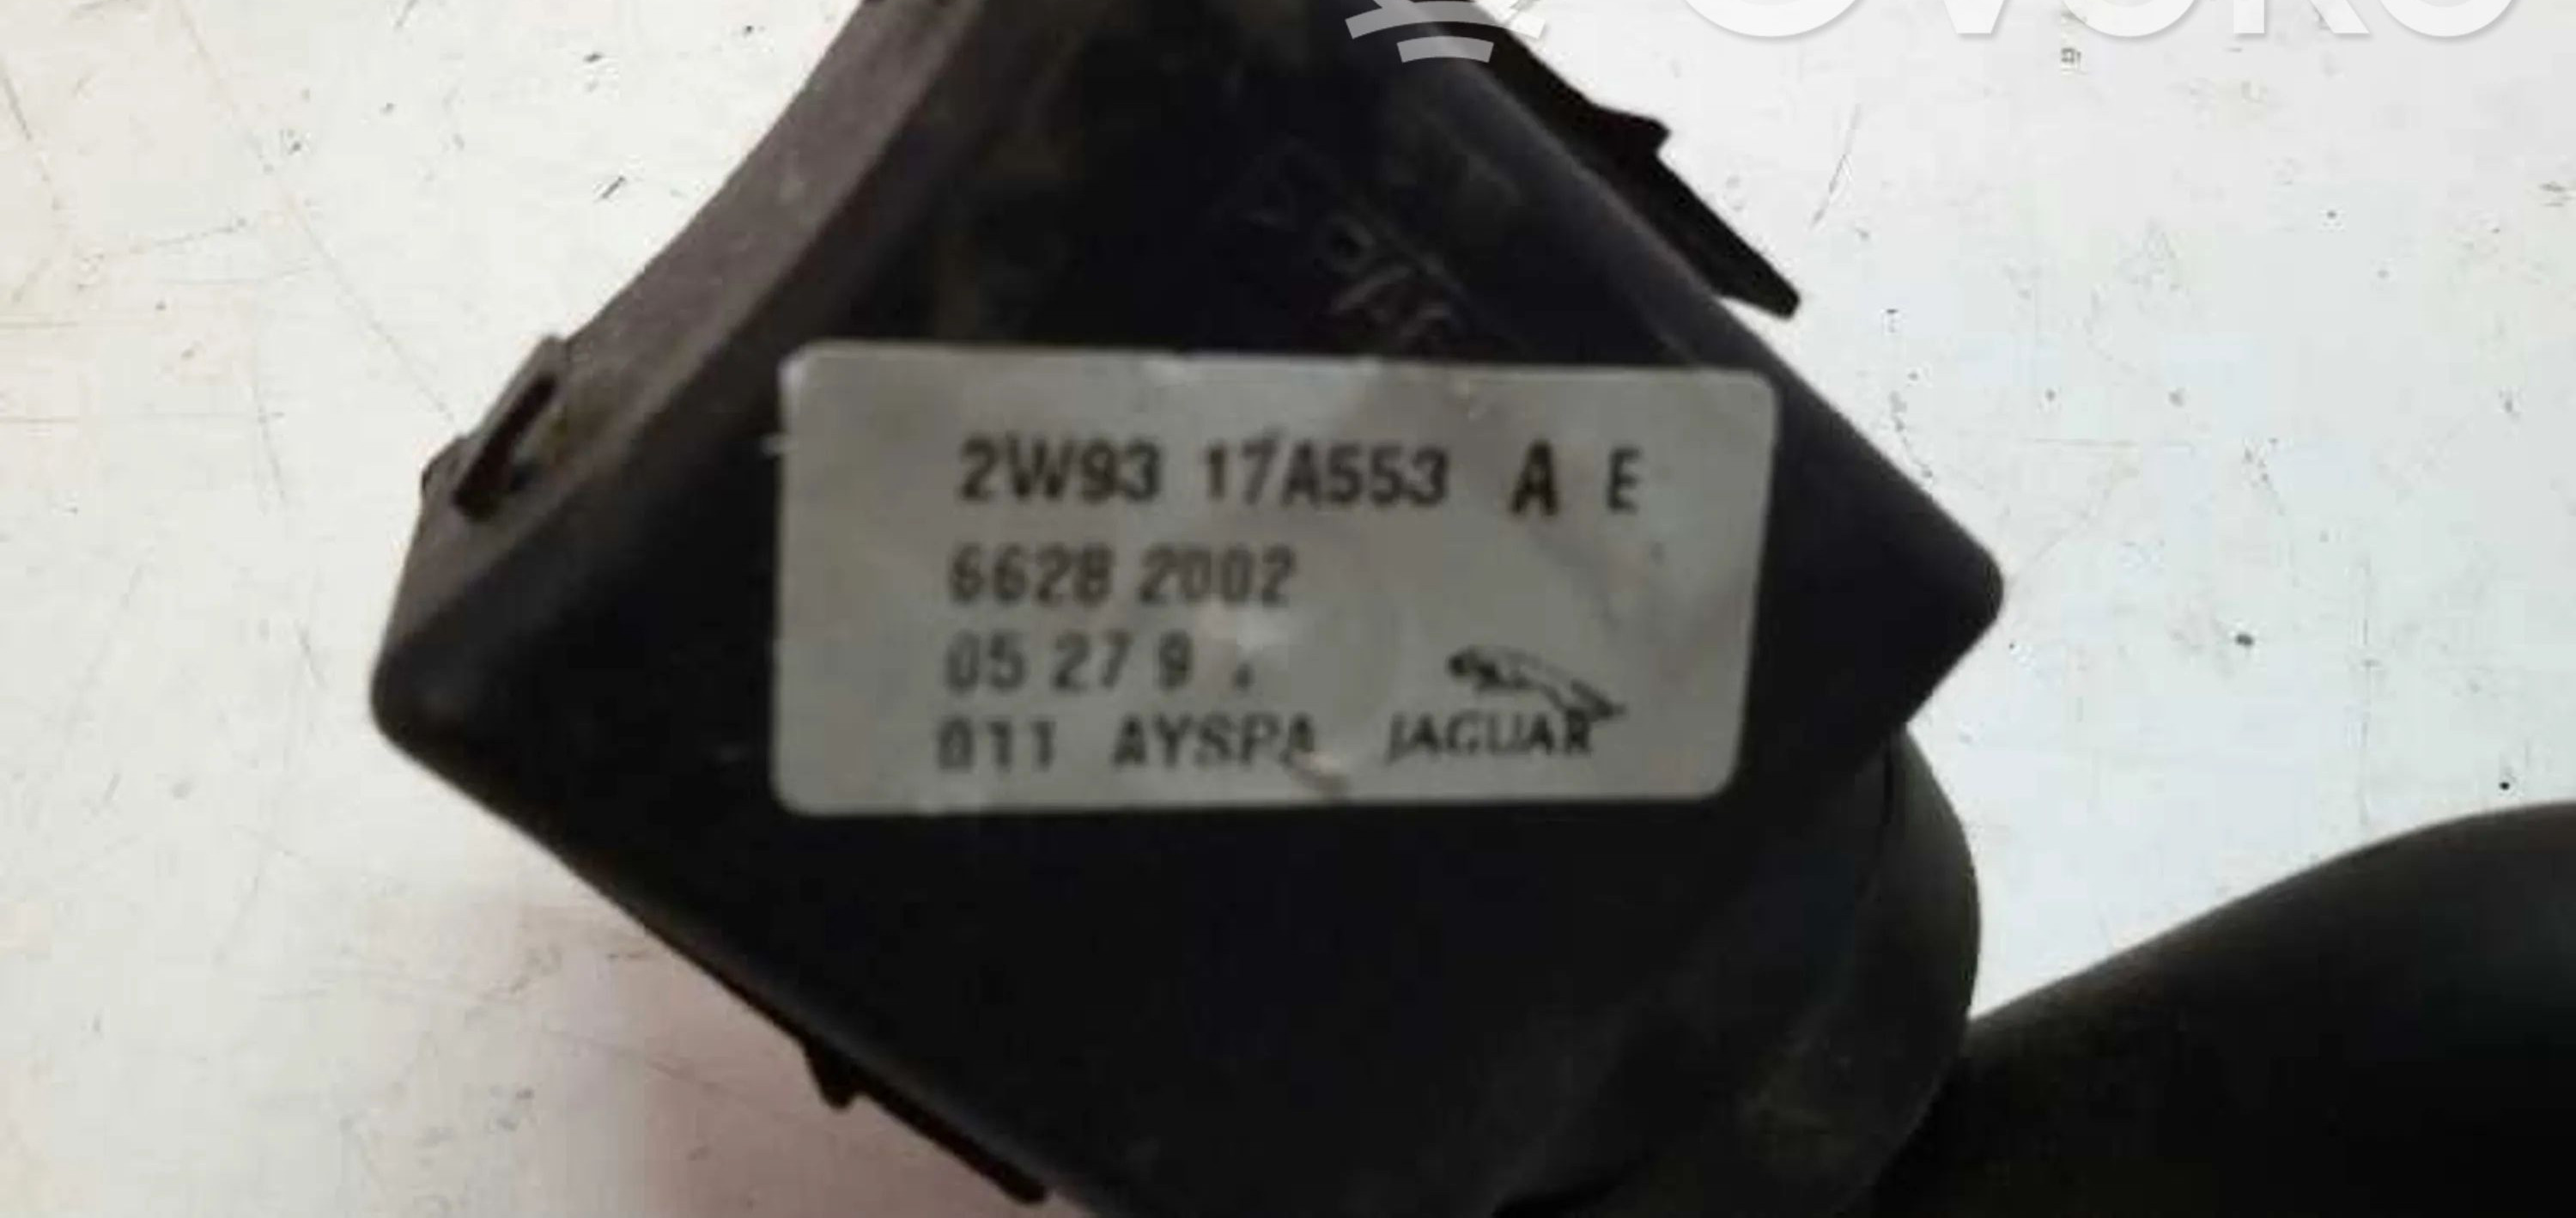 2W93 17A553 A E
6628 2002
05 27 9
011 AYSPA JAGUAR